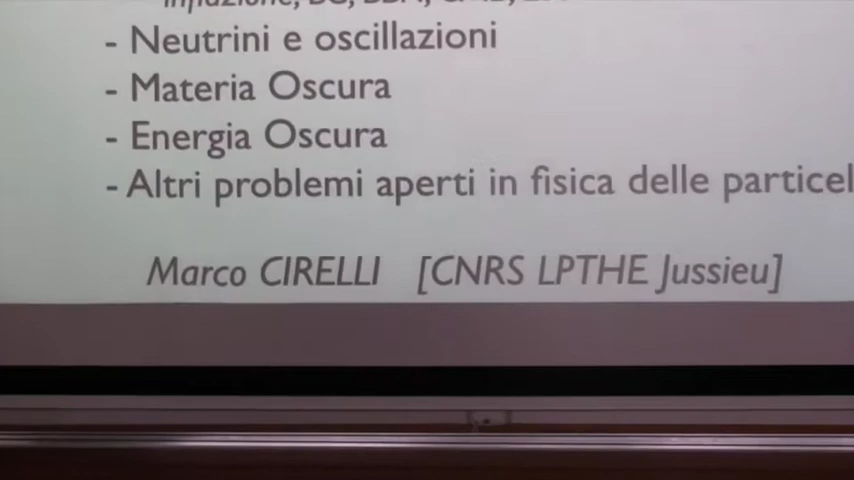 - Neutrini e oscillazioni
- Materia Oscura
- Energia Oscura
- Altri problemi aperti in fisica delle particel
Marco CIRELLI [CNRS LPTHE Jussieu]